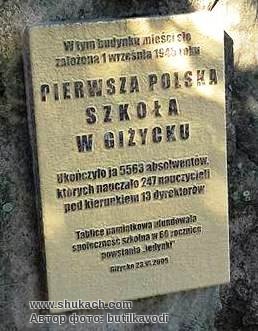 W tym budynku mieści się
założona 1 września 1945 roku
PIERWSZA POLSKA
SZKOŁA
W GIŻYCKU
Ukończyło ją 5563 absolwentów,
których nauczało 247 nauczycieli
pod kierunkiem 13 dyrektorów
Tablicę pamiątkową ufundowała
społeczność szkolna w 60 rocznicę
powstania "Jedynki"
Giżycko 23.VI.2005
www.shukach.com
Автор фото: butilkavodi